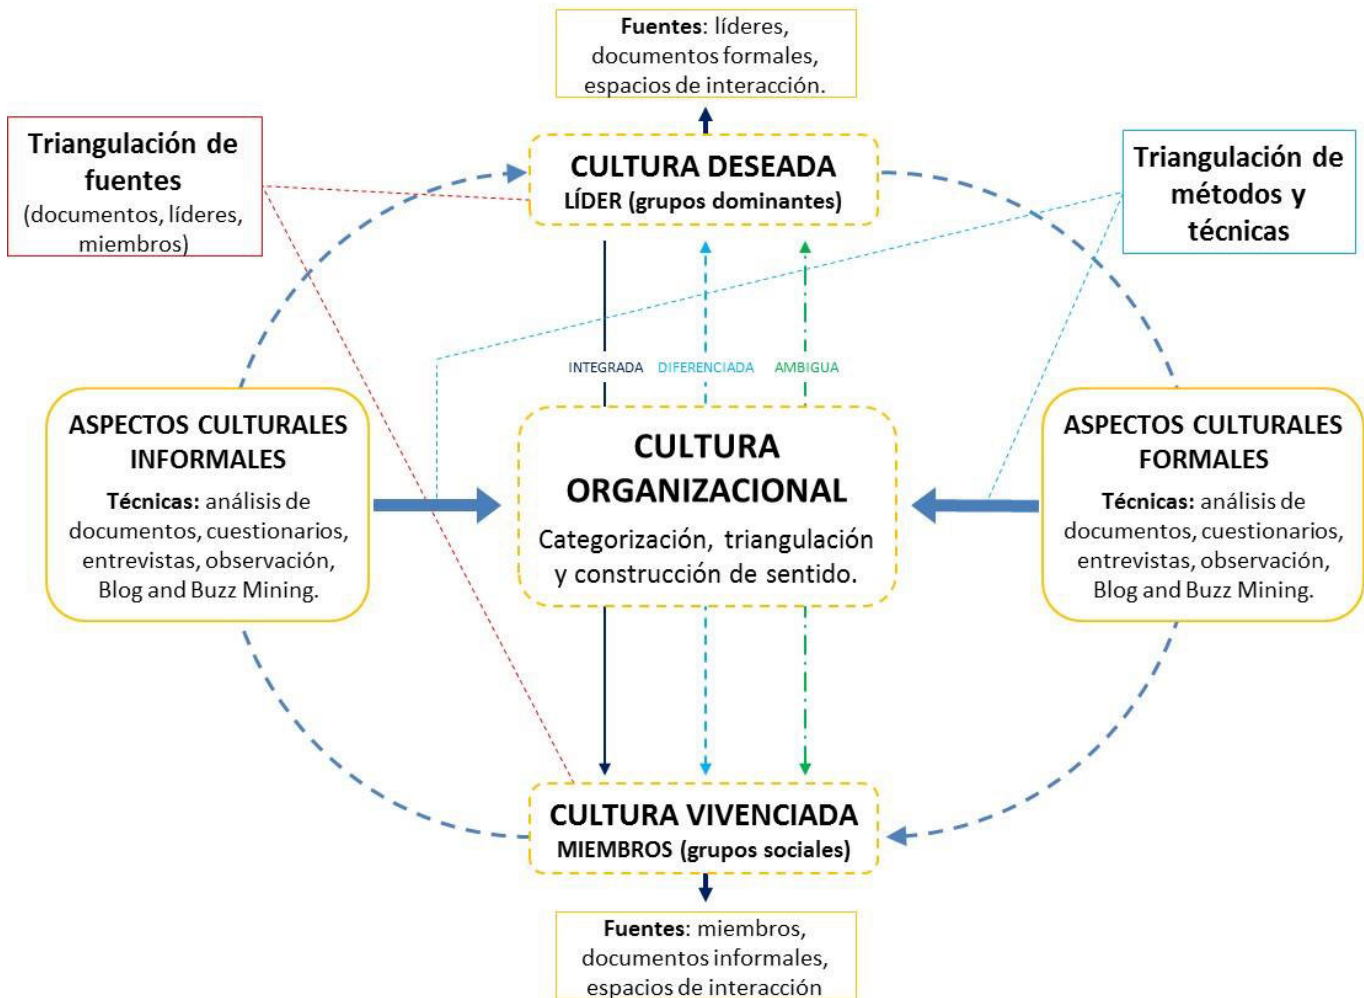 Fuentes: líderes,
documentos formales,
espacios de interacción.
Triangulación de
fuentes
(documentos, líderes,
miembros)
CULTURA DESEADA
LÍDER (grupos dominantes)
Triangulación de
métodos y
técnicas
INTEGRADA DIFERENCIADA AMBIGUA
ASPECTOS CULTURALES
INFORMALES
Técnicas: análisis de
documentos, cuestionarios,
entrevistas, observación,
Blog and Buzz Mining.
CULTURA
ORGANIZACIONAL
Categorización, triangulación
y construcción de sentido.
ASPECTOS CULTURALES
FORMALES
Técnicas: análisis de
documentos, cuestionarios,
entrevistas, observación,
Blog and Buzz Mining.
CULTURA VIVENCIADA
MIEMBROS (grupos sociales)
Fuentes: miembros,
documentos informales,
espacios de interacción